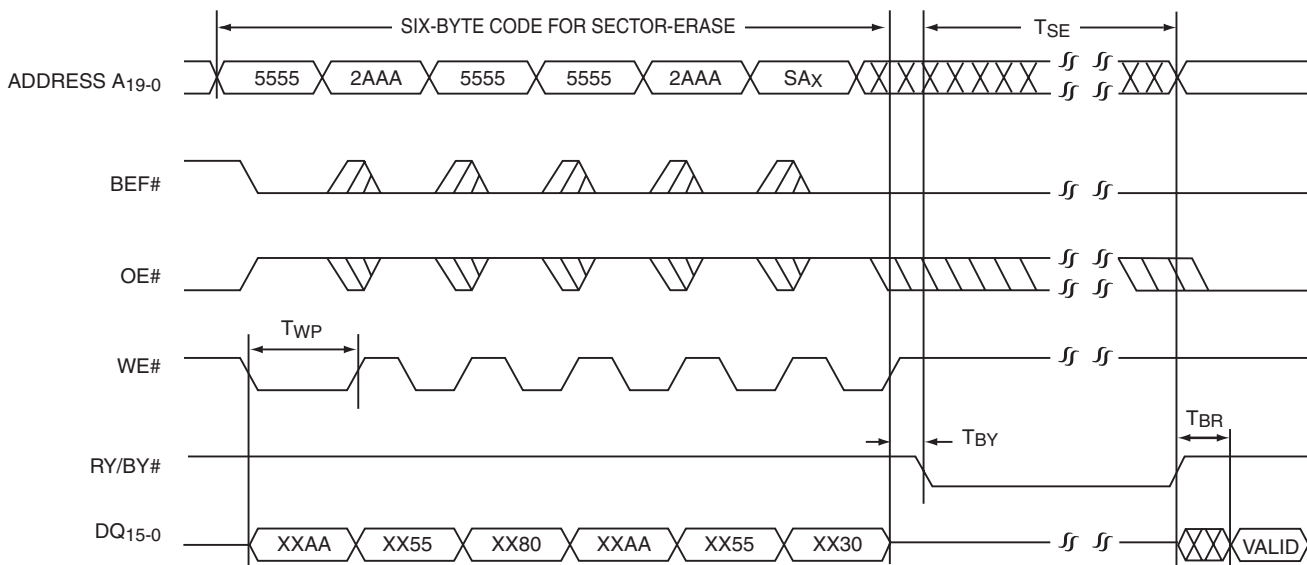 SIX-BYTE CODE FOR SECTOR-ERASE TSE
ADDRESS A19-0 5555 2AAA 5555 5555 2AAA SAX
BEF#
OE#
TWP
WE#
TBR
TBY
RY/BY#
DQ15-0 XXAA XX55 XX80 XXAA XX55 XX30 VALID